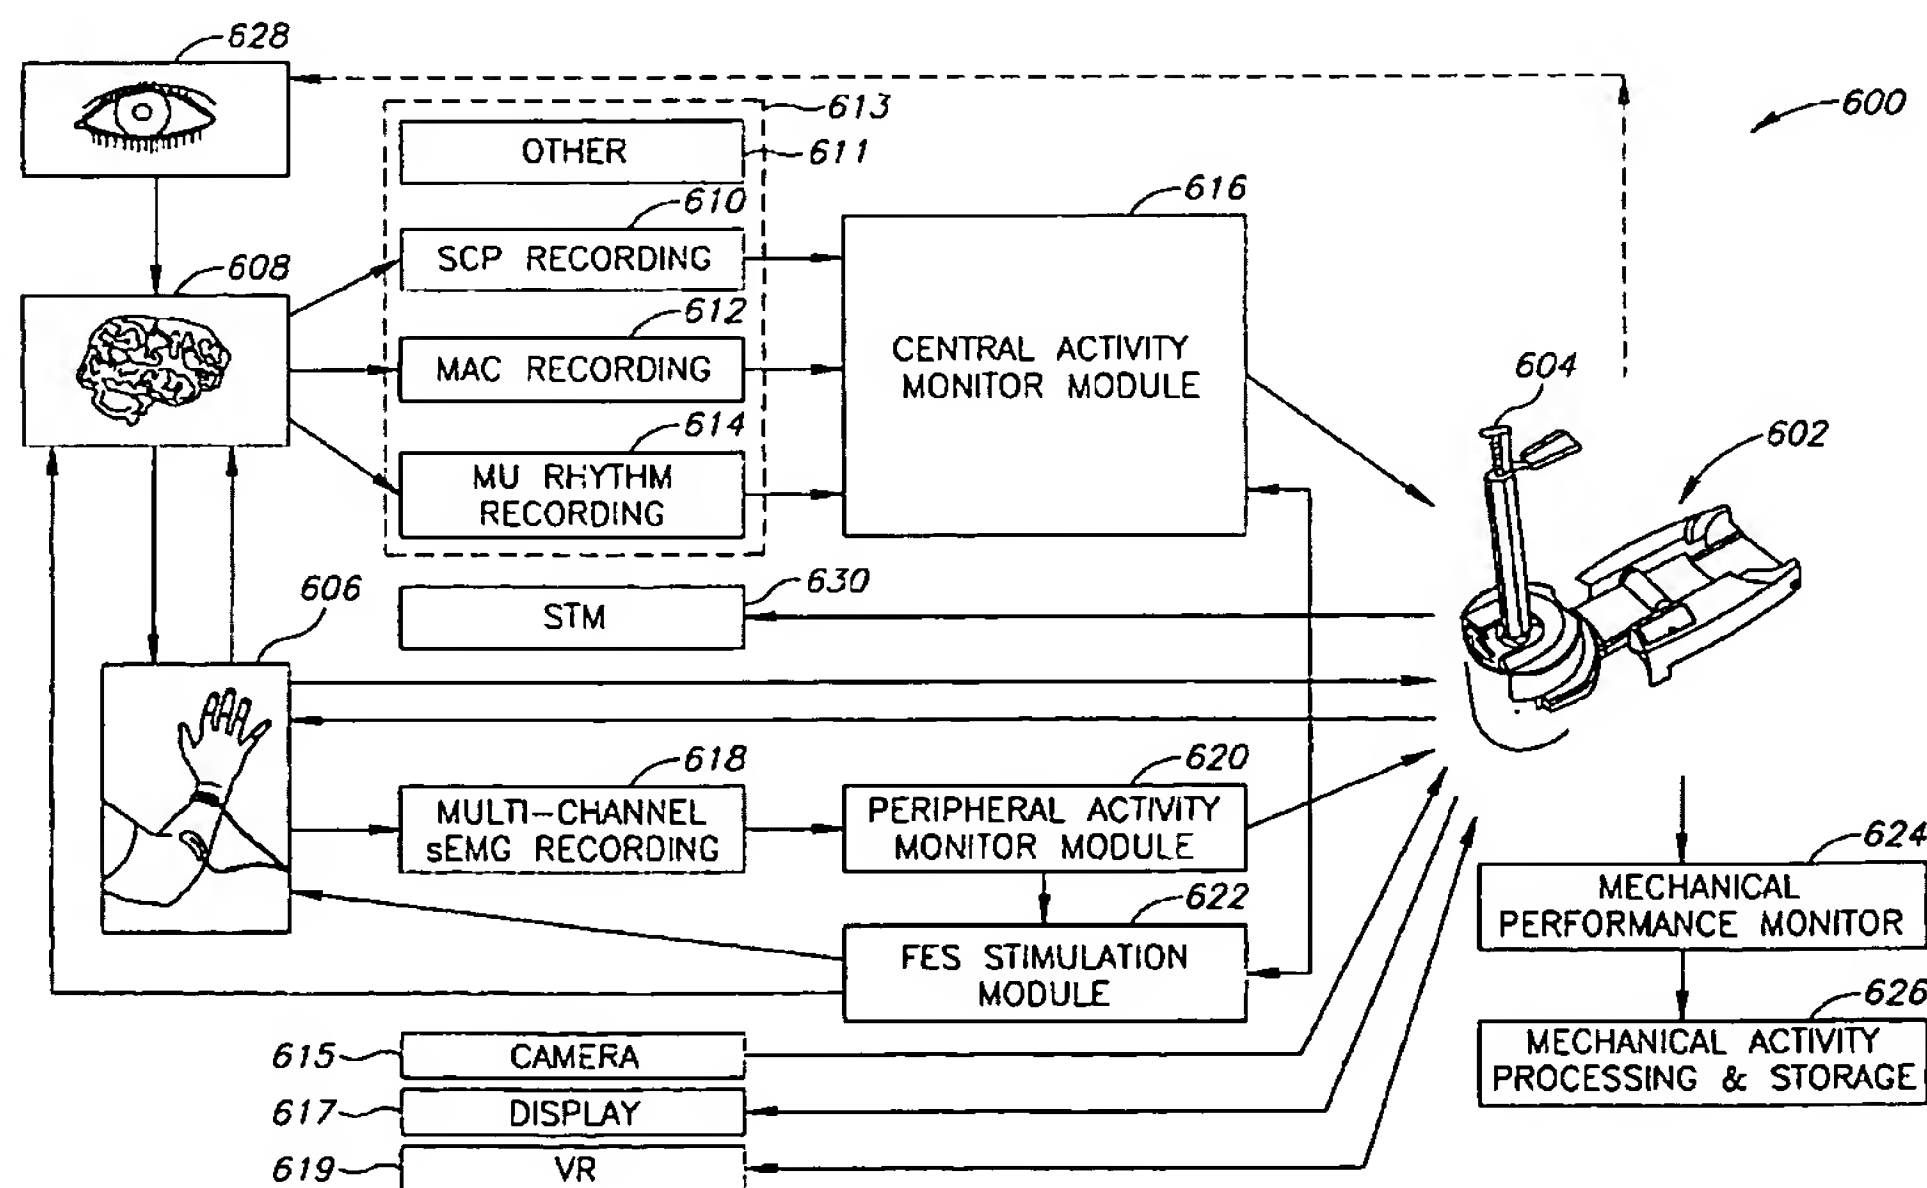 628
613
600
OTHER
611
610
616
SCP RECORDING
608
612
MAC RECORDING
CENTRAL ACTIVITY
MONITOR MODULE
604
614
602
MU RHYTHM
RECORDING
630
606
STM
618
620
MULTI-CHANNEL
sEMG RECORDING
PERIPHERAL ACTIVITY
MONITOR MODULE
624
MECHANICAL
PERFORMANCE MONITOR
622
FES STIMULATION
MODULE
626
MECHANICAL ACTIVITY
PROCESSING & STORAGE
615
CAMERA
617
DISPLAY
619
VR